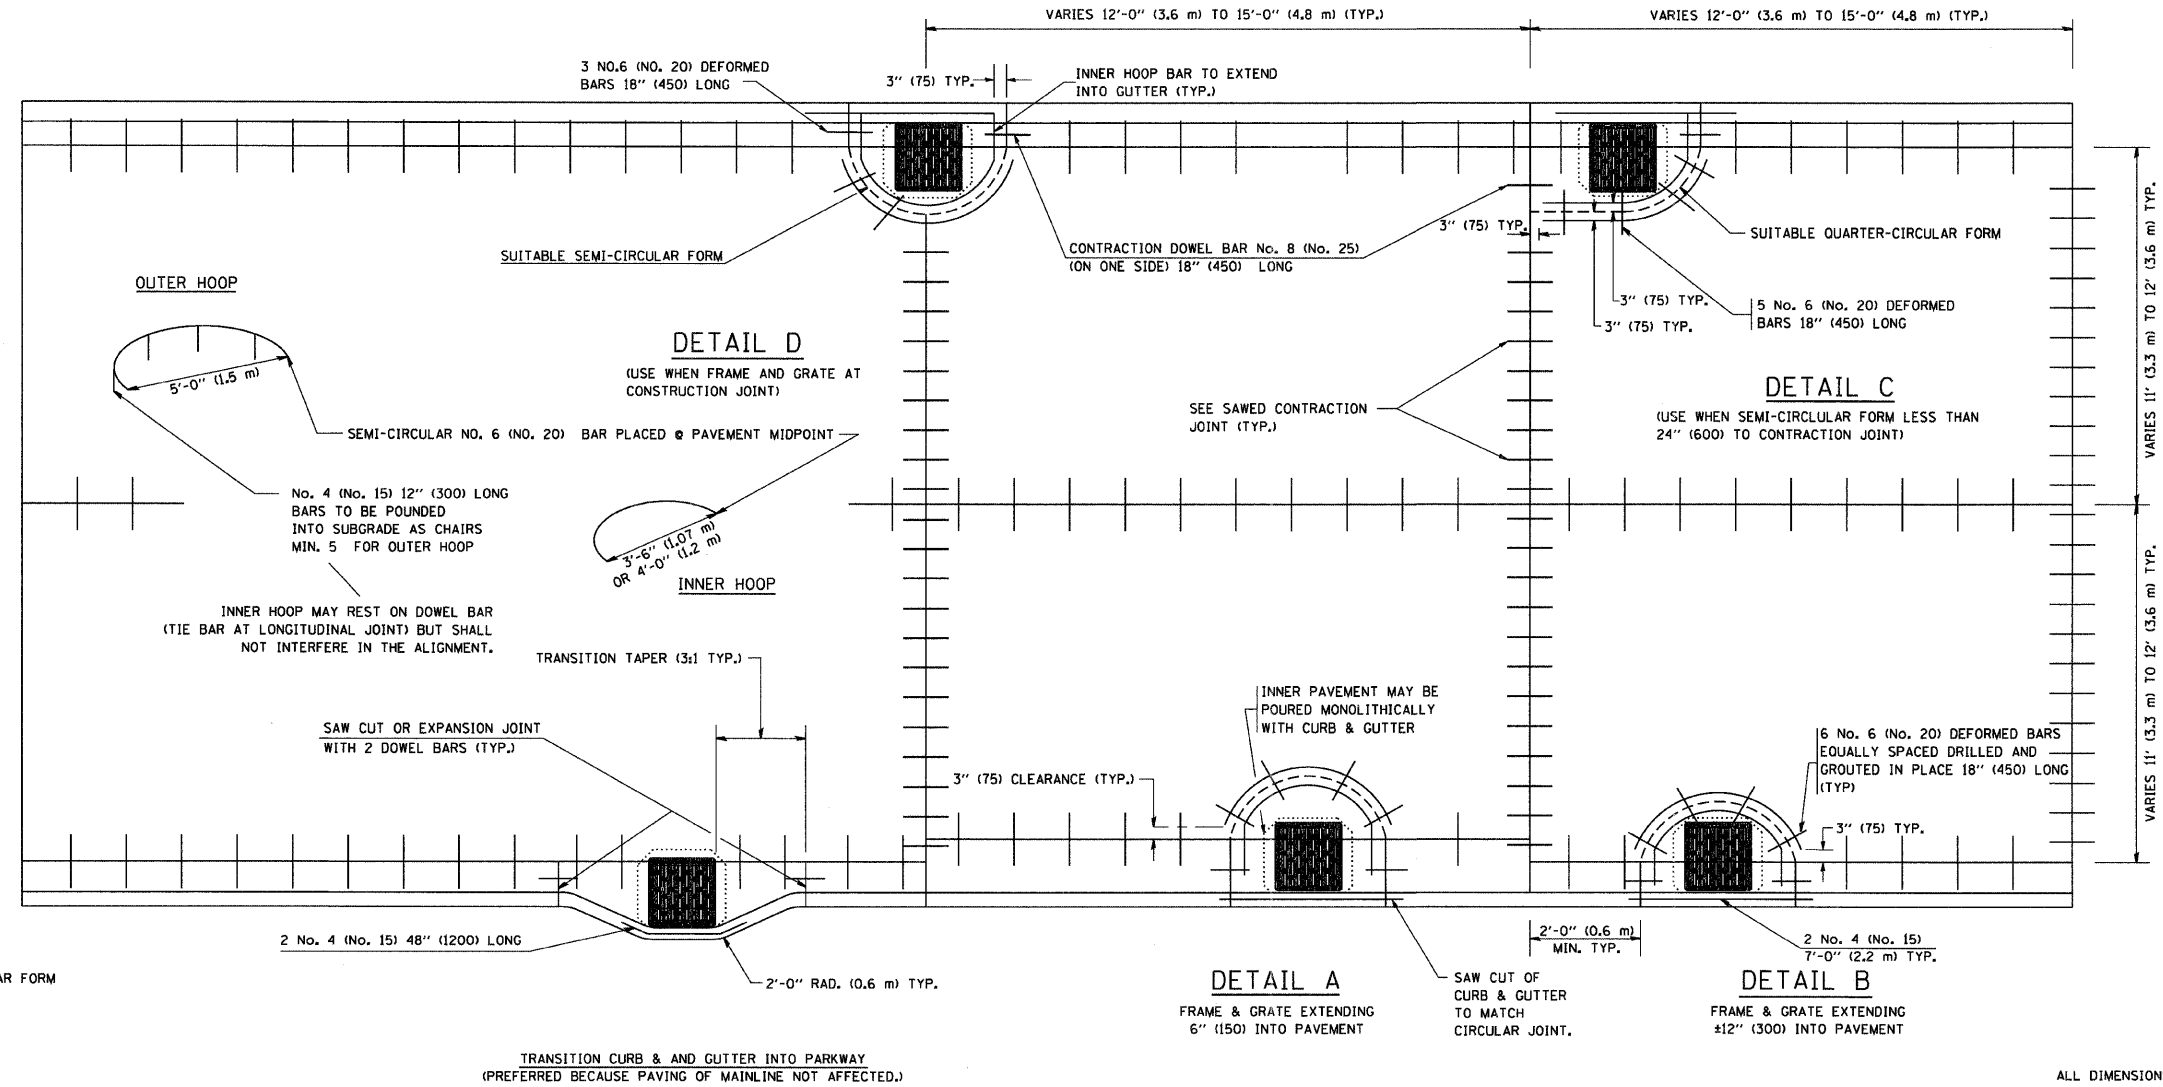 VARIES 12'-0" (3.6 m) TO 15'-0" (4.8 m) (TYP.)
VARIES 12'-0" (3.6 m) TO 15'-0" (4.8 m) (TYP.)
3 NO.6 (NO. 20) DEFORMED
BARS 18" (450) LONG
3" (75) TYP.
INNER HOOP BAR TO EXTEND
INTO GUTTER (TYP.)
SUITABLE SEMI-CIRCULAR FORM
CONTRACTION DOWEL BAR No. 8 (No. 25)
(ON ONE SIDE) 18" (450) LONG
3" (75) TYP.
SUITABLE QUARTER-CIRCULAR FORM
3" (75) TYP.
3" (75) TYP.
5 No. 6 (No. 20) DEFORMED
BARS 18" (450) LONG
VARIES 11' (3.3 m) TO 12' (3.6 m) TYP.
OUTER HOOP
5'-0" (1.5 m)
DETAIL D
(USE WHEN FRAME AND GRATE AT
CONSTRUCTION JOINT)
SEMI-CIRCULAR NO. 6 (NO. 20) BAR PLACED @ PAVEMENT MIDPOINT
SEE SAWED CONTRACTION
JOINT (TYP.)
DETAIL C
(USE WHEN SEMI-CIRCLULAR FORM LESS THAN
24" (600) TO CONTRACTION JOINT)
No. 4 (No. 15) 12" (300) LONG
BARS TO BE POUNDED
INTO SUBGRADE AS CHAIRS
MIN. 5 FOR OUTER HOOP
3'-6" (1.07 m)
OR 4'-0" (1.2 m)
INNER HOOP
INNER HOOP MAY REST ON DOWEL BAR
(TIE BAR AT LONGITUDINAL JOINT) BUT SHALL
NOT INTERFERE IN THE ALIGNMENT.
VARIES 11' (3.3 m) TO 12' (3.6 m) TYP.
TRANSITION TAPER (3:1 TYP.)
SAW CUT OR EXPANSION JOINT
WITH 2 DOWEL BARS (TYP.)
INNER PAVEMENT MAY BE
POURED MONOLITHICALLY
WITH CURB & GUTTER
3" (75) CLEARANCE (TYP.)
6 No. 6 (No. 20) DEFORMED BARS
EQUALLY SPACED DRILLED AND
GROUTED IN PLACE 18" (450) LONG
(TYP)
3" (75) TYP.
2 No. 4 (No. 15) 48" (1200) LONG
2'-0" RAD. (0.6 m) TYP.
2'-0" (0.6 m)
MIN. TYP.
2 No. 4 (No. 15)
7'-0" (2.2 m) TYP.
AR FORM
DETAIL A
FRAME & GRATE EXTENDING
6" (150) INTO PAVEMENT
SAW CUT OF
CURB & GUTTER
TO MATCH
CIRCULAR JOINT.
DETAIL B
FRAME & GRATE EXTENDING
±12" (300) INTO PAVEMENT
TRANSITION CURB & AND GUTTER INTO PARKWAY
(PREFERRED BECAUSE PAVING OF MAINLINE NOT AFFECTED.)
ALL DIMENSION